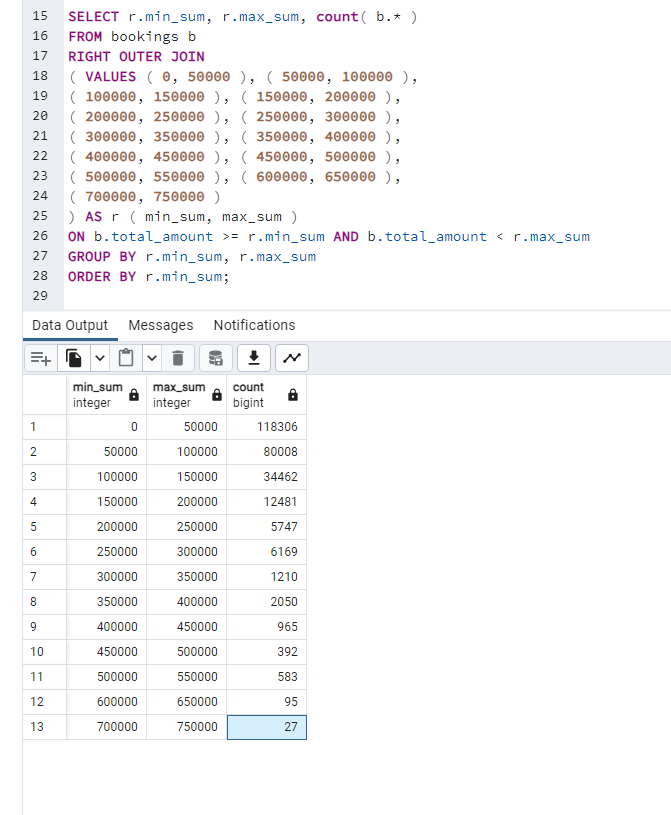 15 SELECT r.min_sum, r.max_sum, count( b.* )
16 FROM bookings b
17 RIGHT OUTER JOIN
18 ( VALUES ( 0, 50000 ), ( 50000, 100000 ),
19 ( 100000, 150000 ), ( 150000, 200000 ),
20 ( 200000, 250000 ), ( 250000, 300000 ),
21 ( 300000, 350000 ), ( 350000, 400000 ),
22 ( 400000, 450000 ), ( 450000, 500000 ),
23 ( 500000, 550000 ), ( 600000, 650000 ),
24 ( 700000, 750000 )
25 ) AS r ( min_sum, max_sum )
26 ON b.total_amount >= r.min_sum AND b.total_amount < r.max_sum
27 GROUP BY r.min_sum, r.max_sum
28 ORDER BY r.min_sum;
29
Data Output Messages Notifications
min_sum max_sum count
integer integer bigint
1 0 50000 118306
2 50000 100000 80008
3 100000 150000 34462
4 150000 200000 12481
5 200000 250000 5747
6 250000 300000 6169
7 300000 350000 1210
8 350000 400000 2050
9 400000 450000 965
10 450000 500000 392
11 500000 550000 583
12 600000 650000 95
13 700000 750000 27